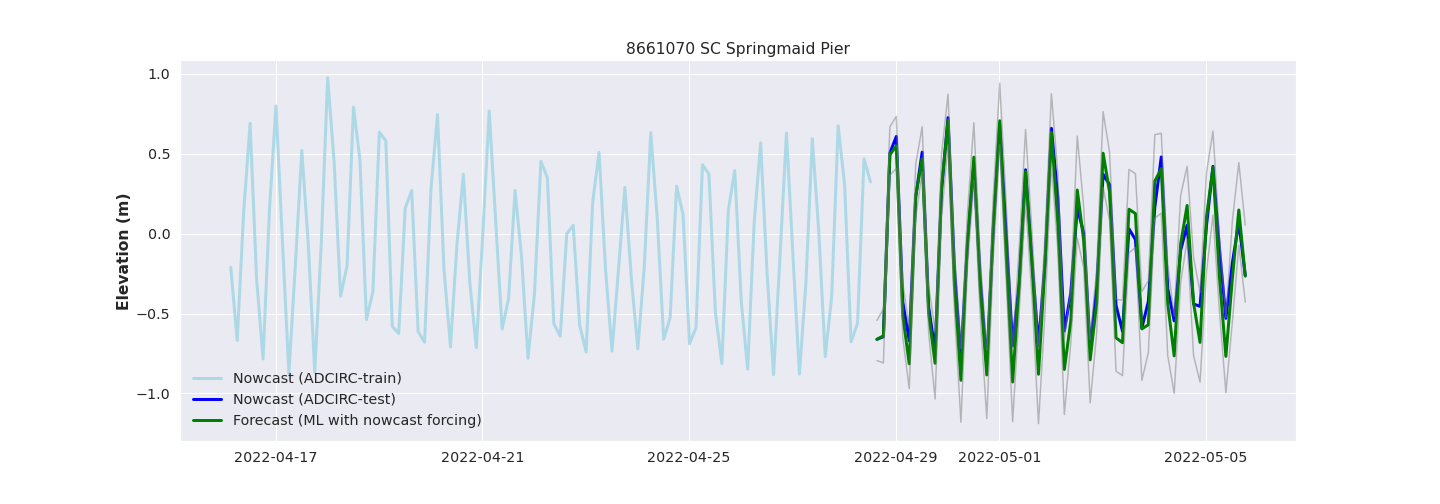 8661070 SC Springmaid Pier
Elevation (m)
1.0
0.5
0.0
−0.5
−1.0
Nowcast (ADCIRC-train)
Nowcast (ADCIRC-test)
Forecast (ML with nowcast forcing)
2022-04-17 2022-04-21 2022-04-25 2022-04-29 2022-05-01 2022-05-05